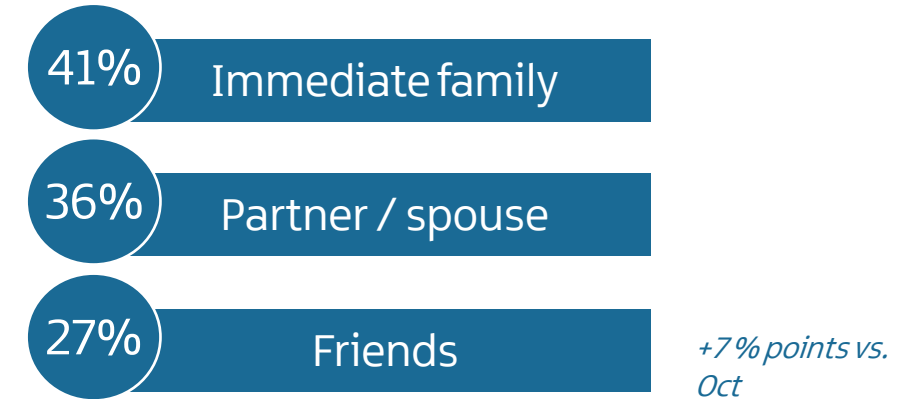 41%
Immediate family
36%
Partner / spouse
27%
Friends
+7% points vs.
Oct